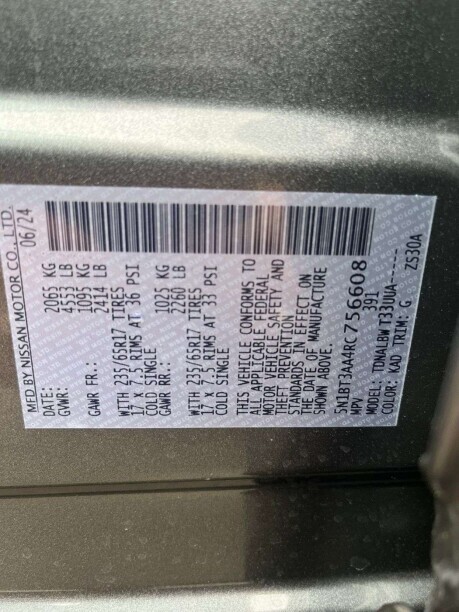 MFD BY NISSAN MOTOR CO., LTD.
DATE: 06/24
GVWR: 2065 KG
4553 LB
GAWR FR.: 1095 KG
2414 LB
WITH 235/65R17 TIRES
17 X 7.5 RIMS AT 36 PSI
COLD SINGLE
GAWR RR.: 1025 KG
2260 LB
WITH 235/65R17 TIRES
17 X 7.5 RIMS AT 33 PSI
COLD SINGLE
THIS VEHICLE CONFORMS TO
ALL APPLICABLE FEDERAL
MOTOR VEHICLE SAFETY AND
THEFT PREVENTION
STANDARDS IN EFFECT ON
THE DATE OF MANUFACTURE
SHOWN ABOVE.
5N1BT3AA4RC756608
MPV 391
MODEL: TDNALBW T33UUA-----
COLOR: KAD TRIM: G ZS30A